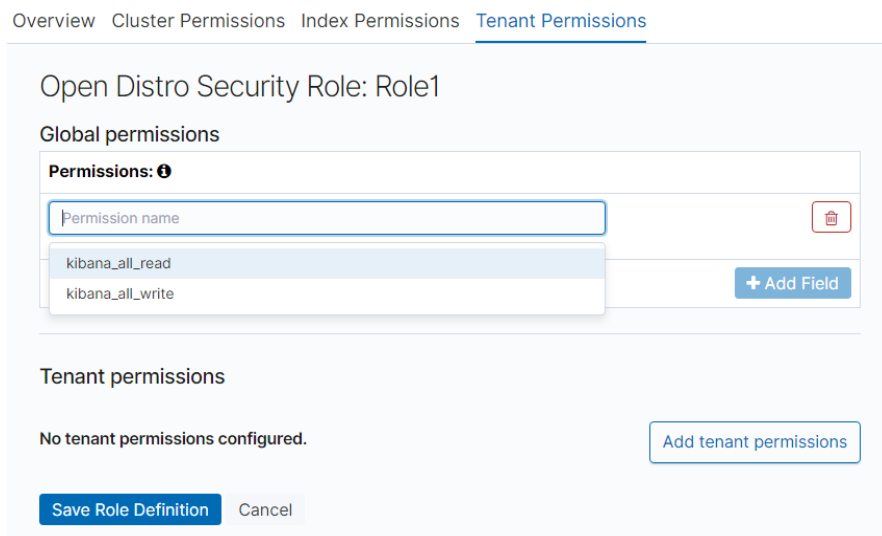 Overview Cluster Permissions Index Permissions Tenant Permissions
Open Distro Security Role: Role1
Global permissions
Permissions:
Permission name
kibana_all_read
kibana_all_write
+ Add Field
Tenant permissions
No tenant permissions configured.
Add tenant permissions
Save Role Definition Cancel